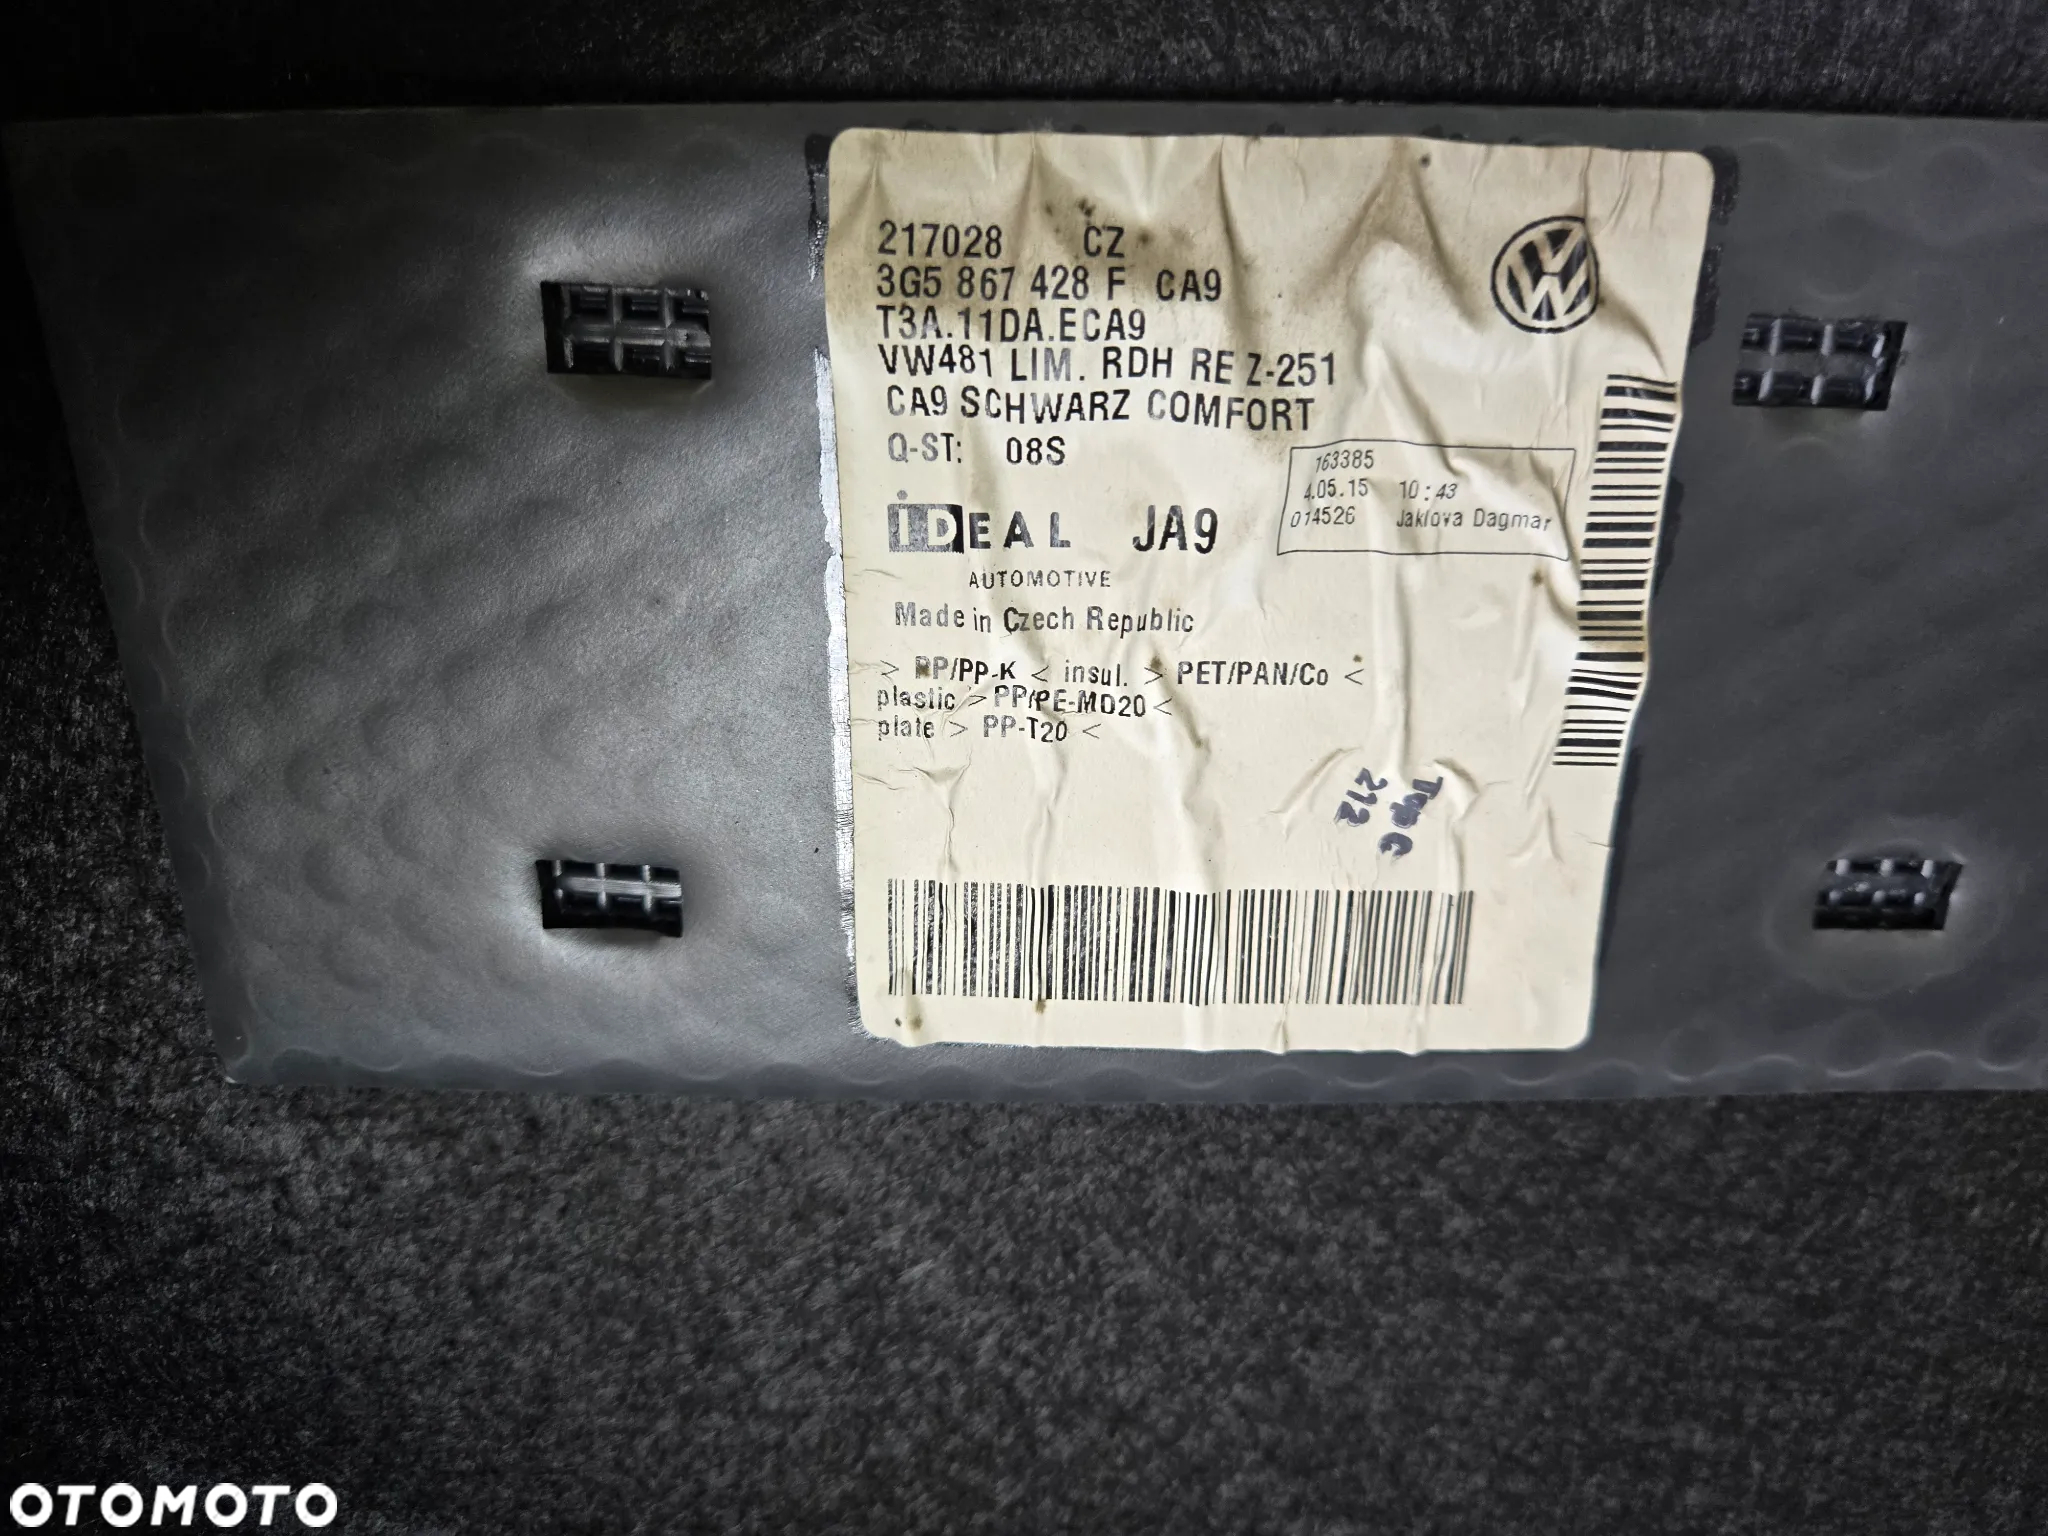 217028 CZ
3G5 867 428 F CA9
T3A.11DA.ECA9
VW481 LIM. RDH RE Z-251
CA9 SCHWARZ COMFORT
Q-ST: 08S
163385
4.05.15 10:43
014526 Jaklova Dagmar
iDEAL JA9
AUTOMOTIVE
Made in Czech Republic
> PP/PP-K < insul. > PET/PAN/Co <
plastic > PP/PE-MD20 <
plate > PP-T20 <
212
OTOMOTO